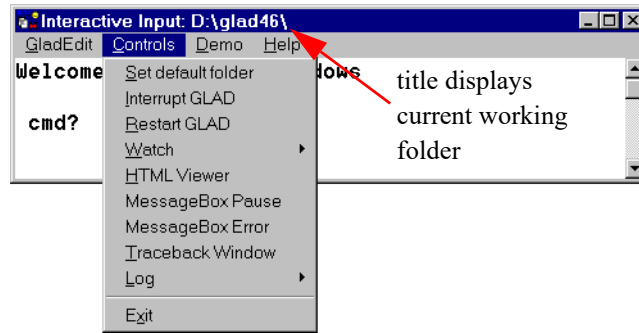 Interactive Input: D:\glad46\
GladEdit Controls Demo Help
Welcome dows
cmd?
Set default folder
Interrupt GLAD
Restart GLAD
Watch
HTML Viewer
MessageBox Pause
MessageBox Error
Traceback Window
Log
Exit
title displays
current working
folder